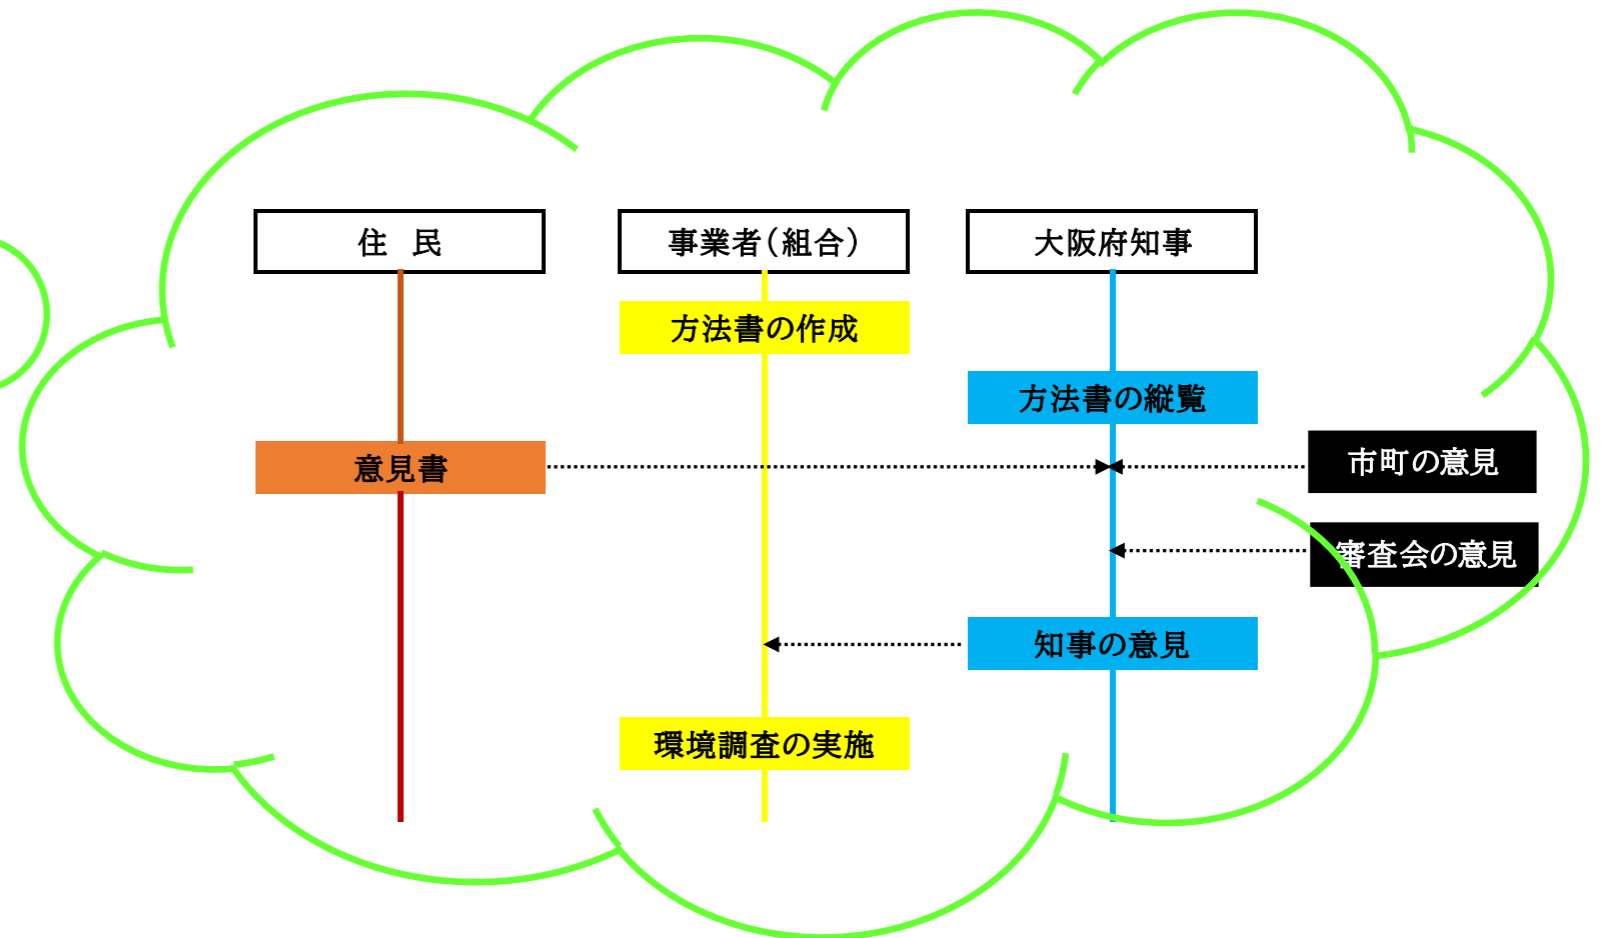 住　民
事業者（組合）
大阪府知事
方法書の作成
方法書の縦覧
意見書
市町の意見
審査会の意見
知事の意見
環境調査の実施